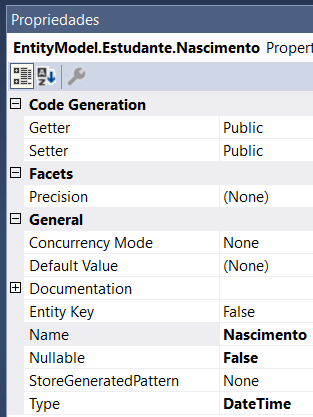 Propriedades
EntityModel.Estudante.Nascimento Proper
Code Generation
Getter Public
Setter Public
Facets
Precision (None)
General
Concurrency Mode None
Default Value (None)
Documentation
Entity Key False
Name Nascimento
Nullable False
StoreGeneratedPattern None
Type DateTime